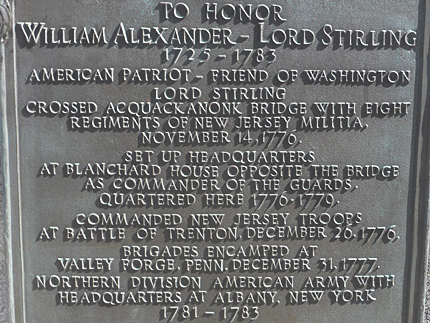 TO HONOR
WILLIAM ALEXANDER - LORD STIRLING
1725 - 1783
AMERICAN PATRIOT - FRIEND OF WASHINGTON
LORD STIRLING
CROSSED ACQUACKANONK BRIDGE WITH EIGHT
REGIMENTS OF NEW JERSEY MILITIA,
NOVEMBER 14, 1776.
SET UP HEADQUARTERS
AT BLANCHARD HOUSE OPPOSITE THE BRIDGE
AS COMMANDER OF THE GUARDS,
QUARTERED HERE 1776-1779.
COMMANDED NEW JERSEY TROOPS
AT BATTLE OF TRENTON, DECEMBER 26, 1776.
BRIGADES ENCAMPED AT
VALLEY FORGE, PENN. DECEMBER 31, 1777.
NORTHERN DIVISION AMERICAN ARMY WITH
HEADQUARTERS AT ALBANY, NEW YORK
1781 - 1783